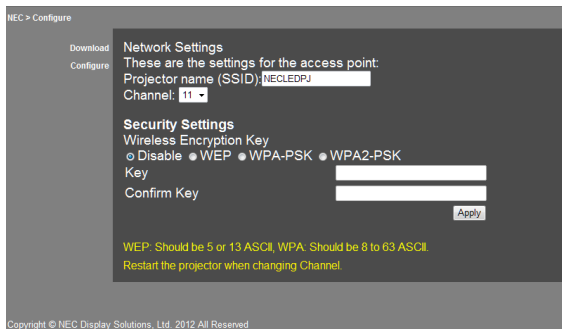 NEC > Configure
Download
Configure
Network Settings
These are the settings for the access point:
Projector name (SSID): NECLEDPJ
Channel: 11
Security Settings
Wireless Encryption Key
Disable WEP WPA-PSK WPA2-PSK
Key
Confirm Key
Apply
WEP: Should be 5 or 13 ASCII, WPA: Should be 8 to 63 ASCII.
Restart the projector when changing Channel.
Copyright © NEC Display Solutions, Ltd. 2012 All Reserved